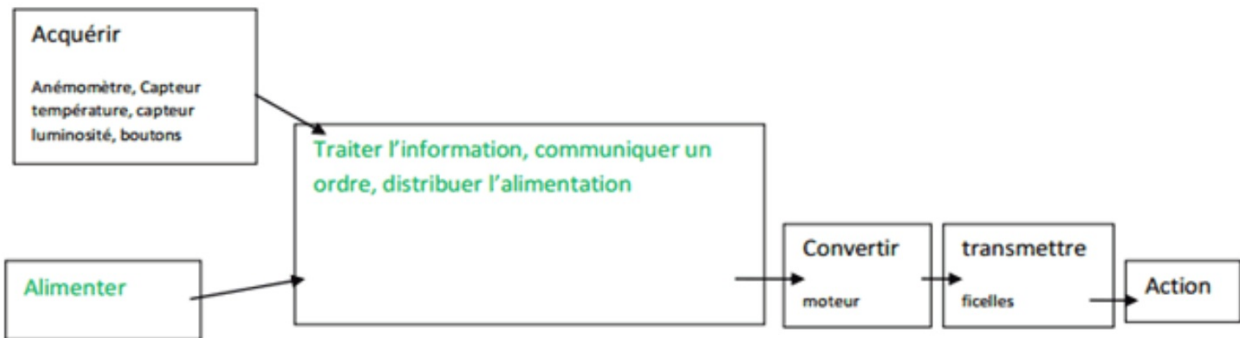 Acquérir
Anémomètre, Capteur
température, capteur
luminosité, boutons
Traiter l'information, communiquer un
ordre, distribuer l'alimentation
Alimenter
Convertir
moteur
transmettre
ficelles
Action